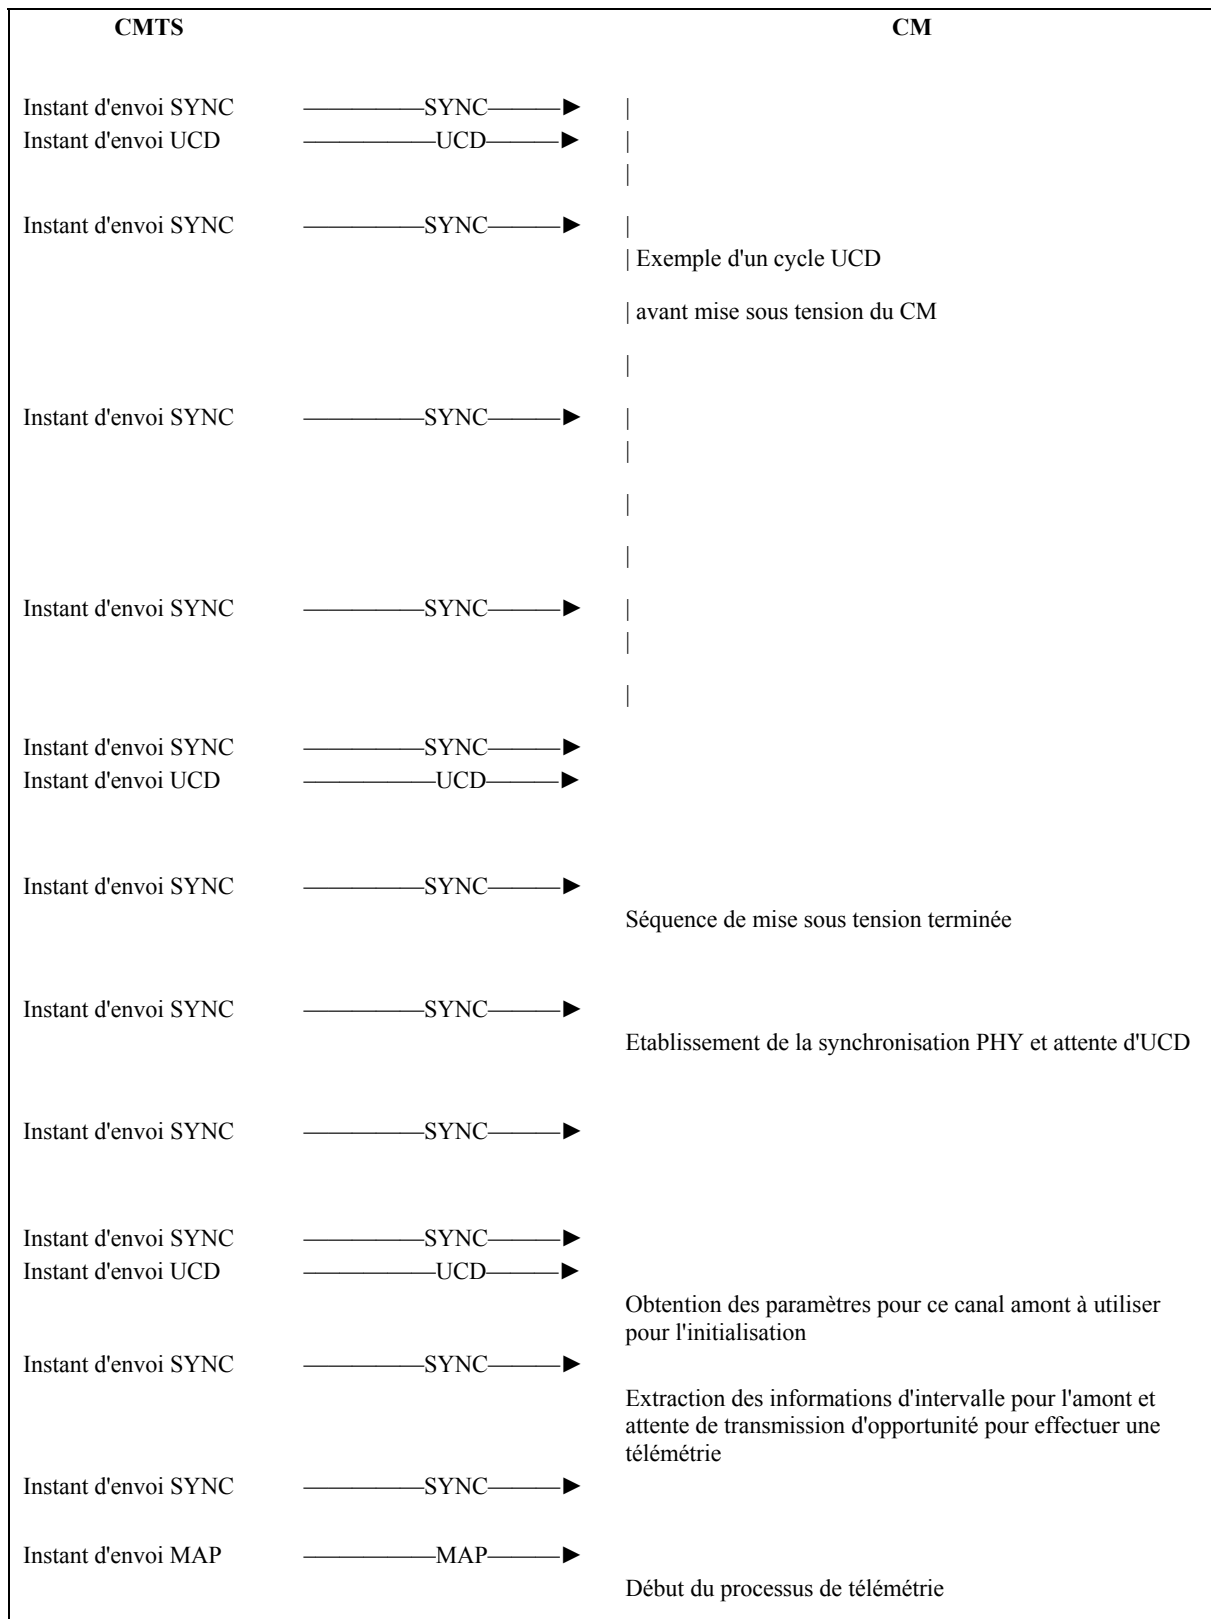 CMTS CM
Instant d'envoi SYNC ——————SYNC———► |
Instant d'envoi UCD ——————UCD———► |
|
Instant d'envoi SYNC ——————SYNC———► |
| Exemple d'un cycle UCD
| avant mise sous tension du CM
|
Instant d'envoi SYNC ——————SYNC———► |
|
|
|
Instant d'envoi SYNC ——————SYNC———► |
|
|
Instant d'envoi SYNC ——————SYNC———►
Instant d'envoi UCD ——————UCD———►
Instant d'envoi SYNC ——————SYNC———►
Séquence de mise sous tension terminée
Instant d'envoi SYNC ——————SYNC———►
Etablissement de la synchronisation PHY et attente d'UCD
Instant d'envoi SYNC ——————SYNC———►
Instant d'envoi SYNC ——————SYNC———►
Instant d'envoi UCD ——————UCD———►
Obtention des paramètres pour ce canal amont à utiliser
pour l'initialisation
Instant d'envoi SYNC ——————SYNC———►
Extraction des informations d'intervalle pour l'amont et
attente de transmission d'opportunité pour effectuer une
télémétrie
Instant d'envoi SYNC ——————SYNC———►
Instant d'envoi MAP ——————MAP———►
Début du processus de télémétrie